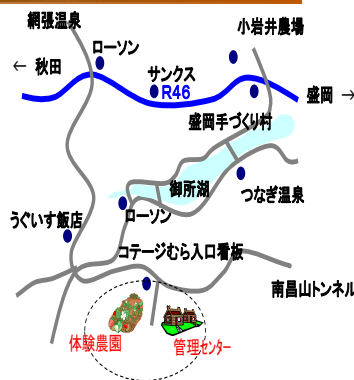 網張温泉
小岩井農場
ローソン
← 秋田
サンクス
R46
盛岡 →
盛岡手づくり村
御所湖
つなぎ温泉
ローソン
うぐいす飯店
コテージむら入口看板
南昌山トンネル
体験農園
管理センター